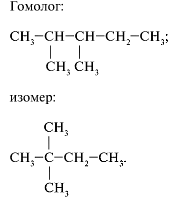 Гомолог:
CH₃−CH−CH−CH₂−CH₃;
| |
CH₃ CH₃
изомер:
CH₃
|
CH₃−C−CH₂−CH₃.
|
CH₃